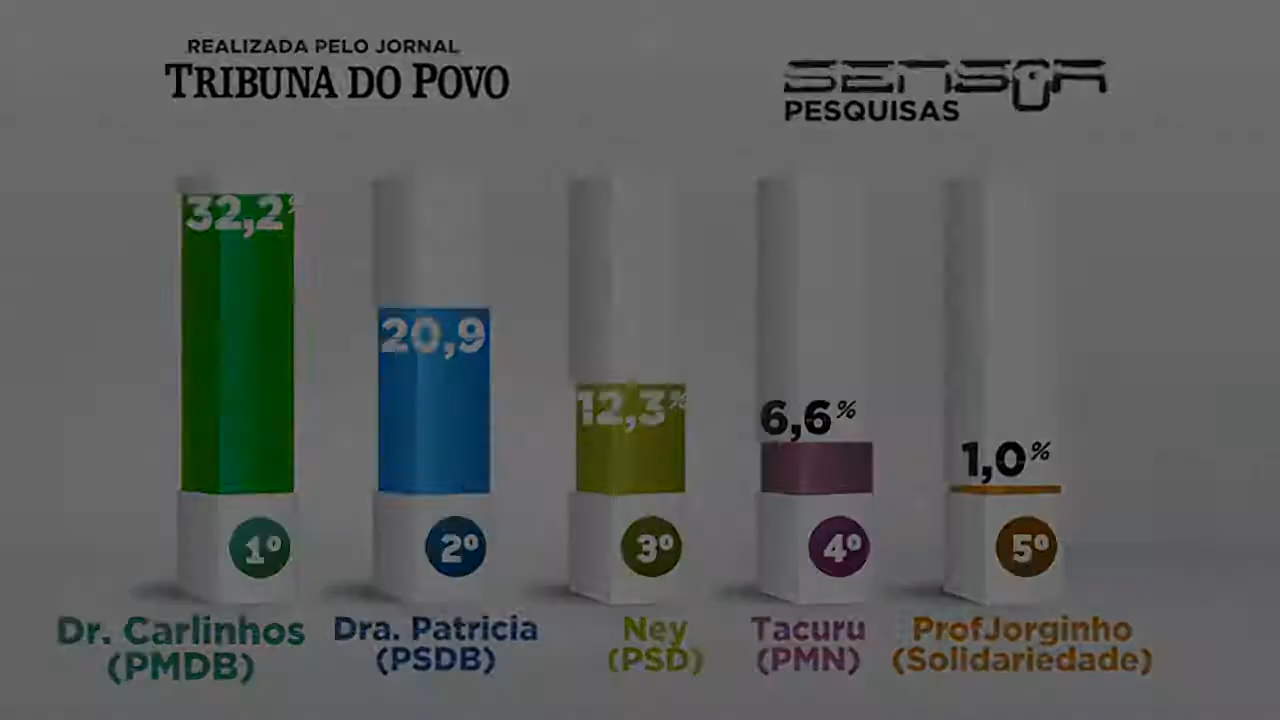 REALIZADA PELO JORNAL
TRIBUNA DO POVO
SENSOR
PESQUISAS
32,2%
20,9
12,3%
6,6%
1,0%
1º
2º
3º
4º
5º
Dr. Carlinhos
(PMDB)
Dra. Patricia
(PSDB)
Ney
(PSD)
Tacuru
(PMN)
ProfJorginho
(Solidariedade)